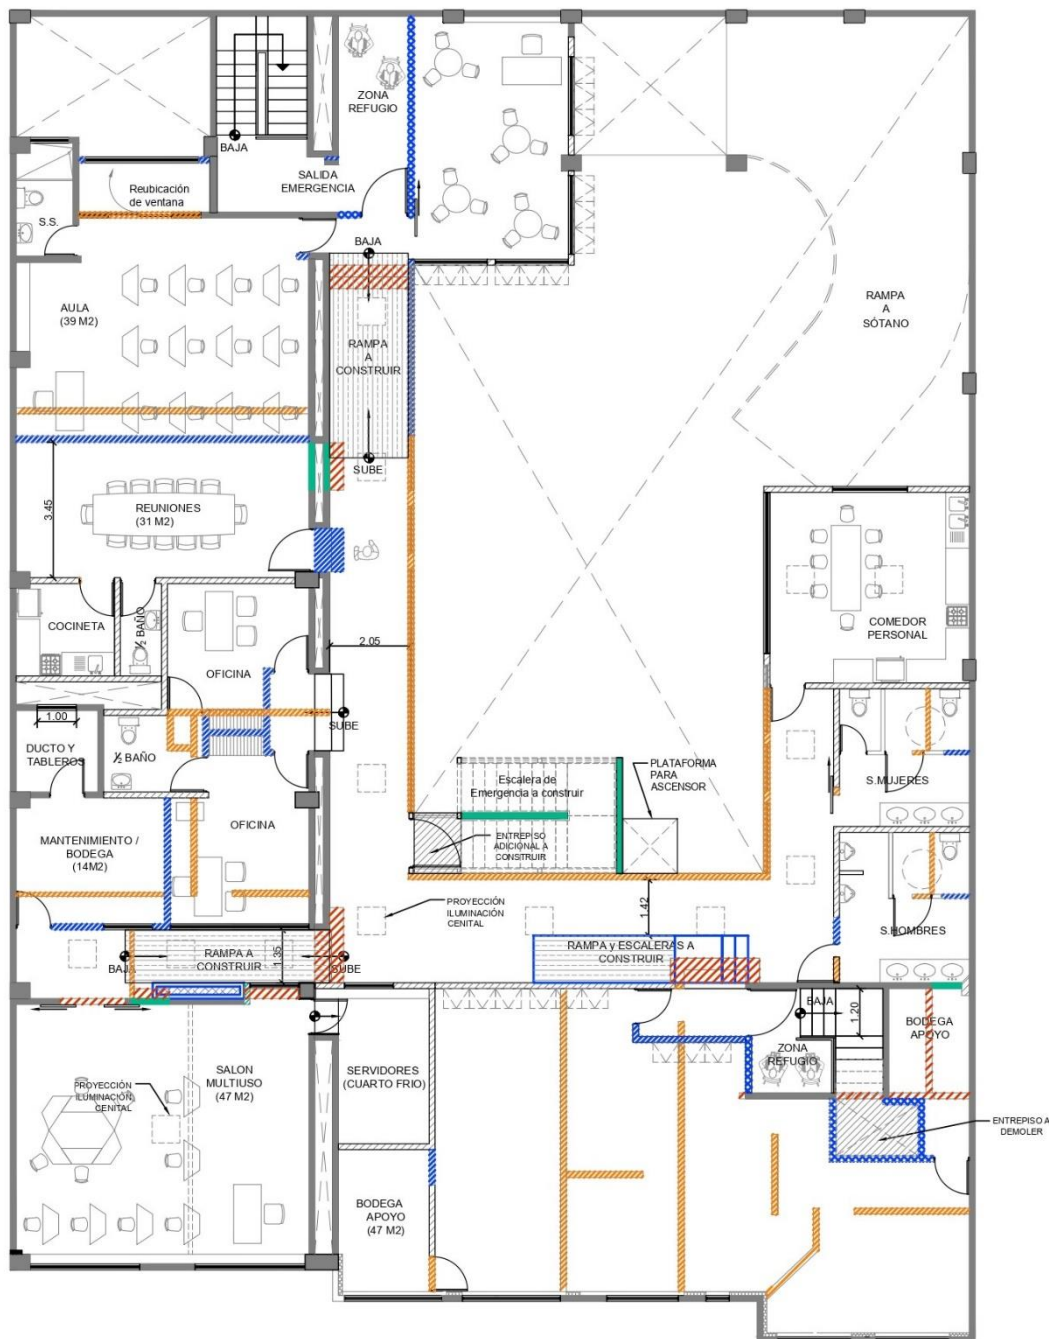 BAJA
ZONA
REFUGIO
SALIDA
EMERGENCIA
Reubicación
de ventana
S.S.
BAJA
AULA
(39 M2)
RAMPA
A
CONSTRUIR
RAMPA
A
SÓTANO
SUBE
3.45
REUNIONES
(31 M2)
COCINETA
½ BAÑO
OFICINA
2.05
COMEDOR
PERSONAL
1.00
SUBE
DUCTO Y
TABLEROS
½ BAÑO
Escalera de
Emergencia a construir
PLATAFORMA
PARA
ASCENSOR
S.MUJERES
MANTENIMIENTO /
BODEGA
(14M2)
OFICINA
ENTREPISO
ADICIONAL A
CONSTRUIR
PROYECCIÓN
ILUMINACIÓN
CENITAL
1.42
S.HOMBRES
BAJA
RAMPA A
CONSTRUIR
1.35
SUBE
RAMPA y ESCALERAS A
CONSTRUIR
BAJA
1.20
BODEGA
APOYO
ZONA
REFUGIO
SALON
MULTIUSO
(47 M2)
PROYECCIÓN
ILUMINACIÓN
CENITAL
SERVIDORES
(CUARTO FRIO)
ENTREPISO A
DEMOLER
BODEGA
APOYO
(47 M2)